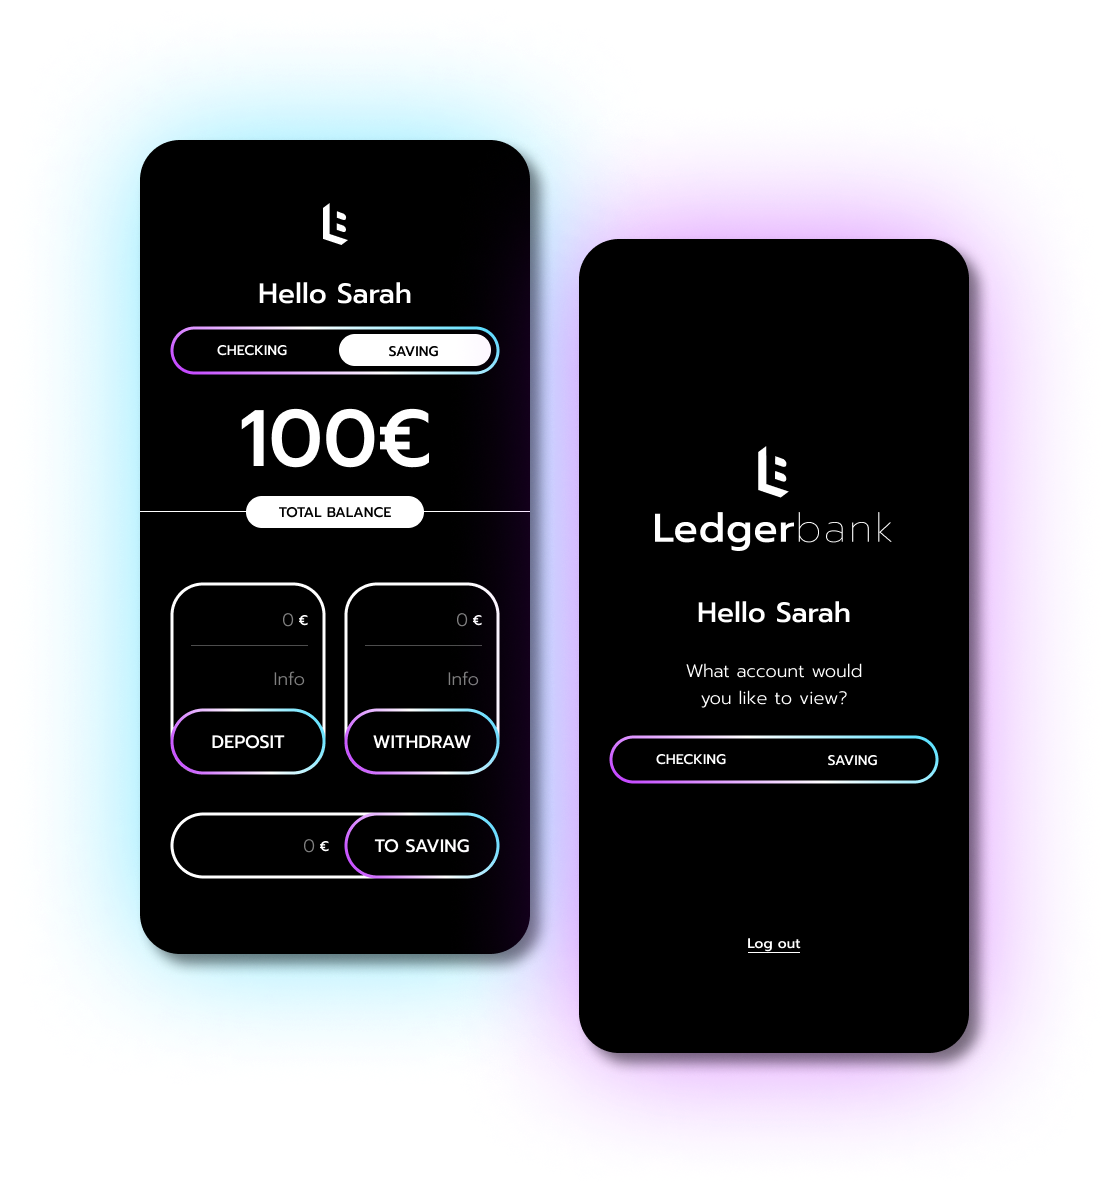 Hello Sarah
CHECKING SAVING
100€
TOTAL BALANCE
0 € 0 €
Info Info
DEPOSIT WITHDRAW
0 € TO SAVING
Ledgerbank
Hello Sarah
What account would
you like to view?
CHECKING SAVING
Log out